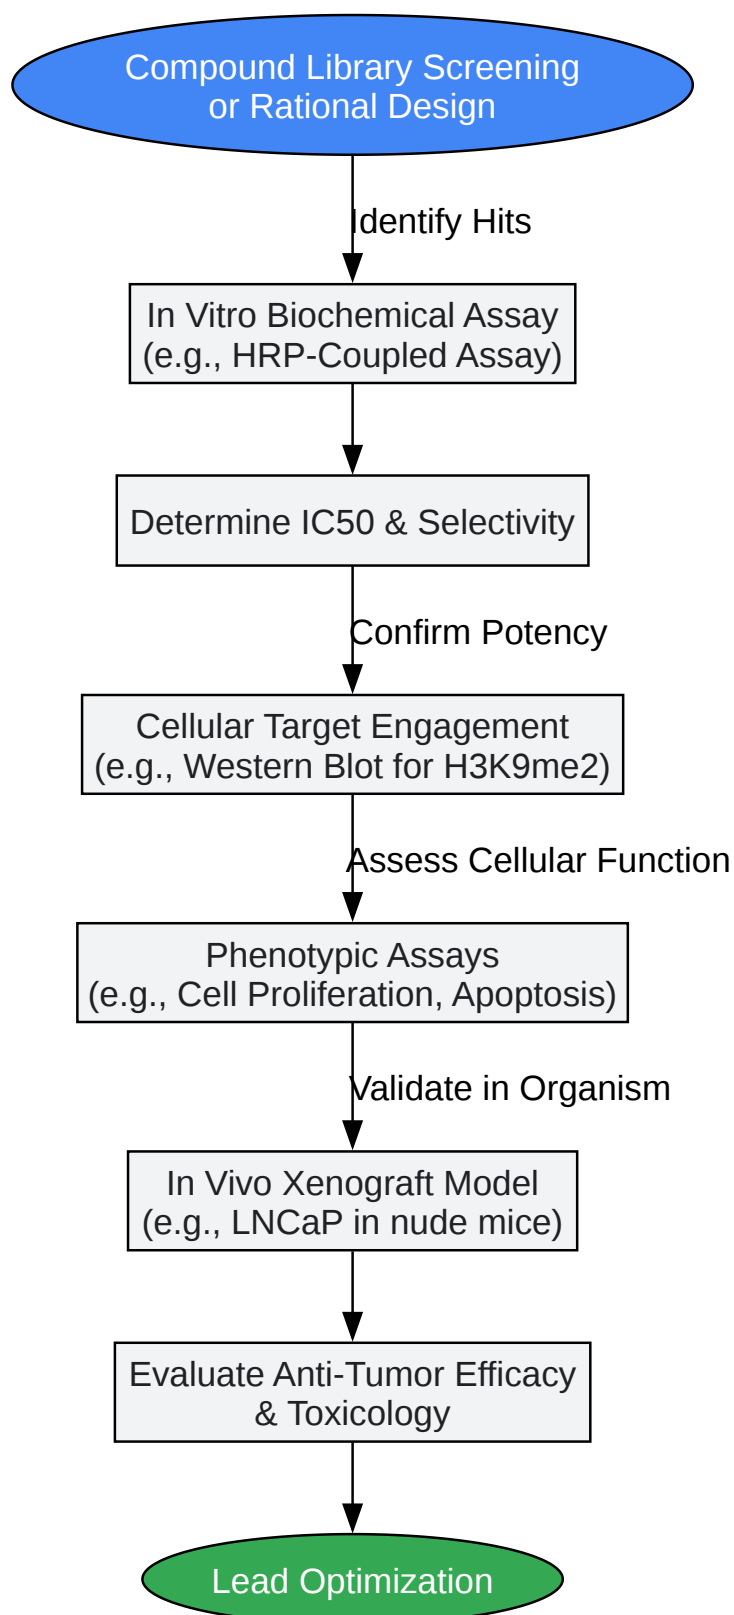 Compound Library Screening
or Rational Design
Identify Hits
In Vitro Biochemical Assay
(e.g., HRP-Coupled Assay)
Determine IC50 & Selectivity
Confirm Potency
Cellular Target Engagement
(e.g., Western Blot for H3K9me2)
Assess Cellular Function
Phenotypic Assays
(e.g., Cell Proliferation, Apoptosis)
Validate in Organism
In Vivo Xenograft Model
(e.g., LNCaP in nude mice)
Evaluate Anti-Tumor Efficacy
& Toxicology
Lead Optimization